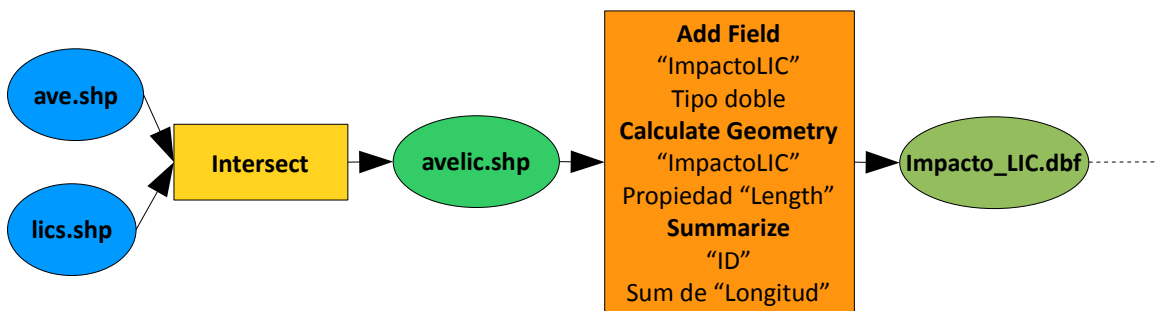 ave.shp
lics.shp
Intersect
avelic.shp
Add Field
“ImpactoLIC”
Tipo doble
Calculate Geometry
“ImpactoLIC”
Propiedad “Length”
Summarize
“ID”
Sum de “Longitud”
Impacto_LIC.dbf